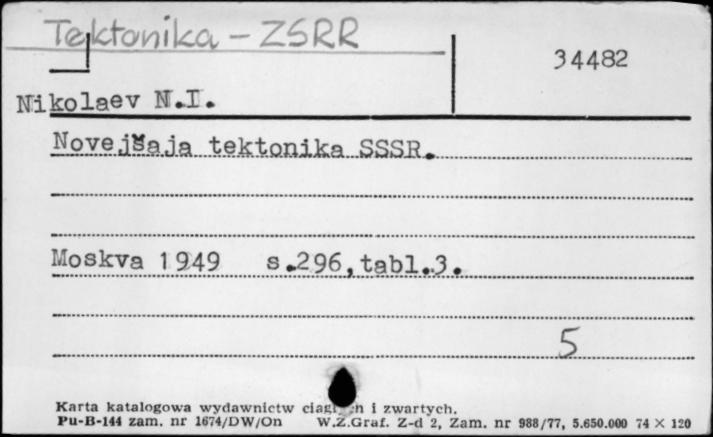 Tektonika - ZSRR
34482
Nikolaev N.I.
Novejšaja tektonika SSSR.
Moskva 1949 s.296, tabl.3.
5
Karta katalogowa wydawnictw i zwartych.
Pu-B-144 zam. nr 1674/DW/On W.Z.Graf. Z-d 2, Zam. nr 988/77, 5.650.000 74 × 120